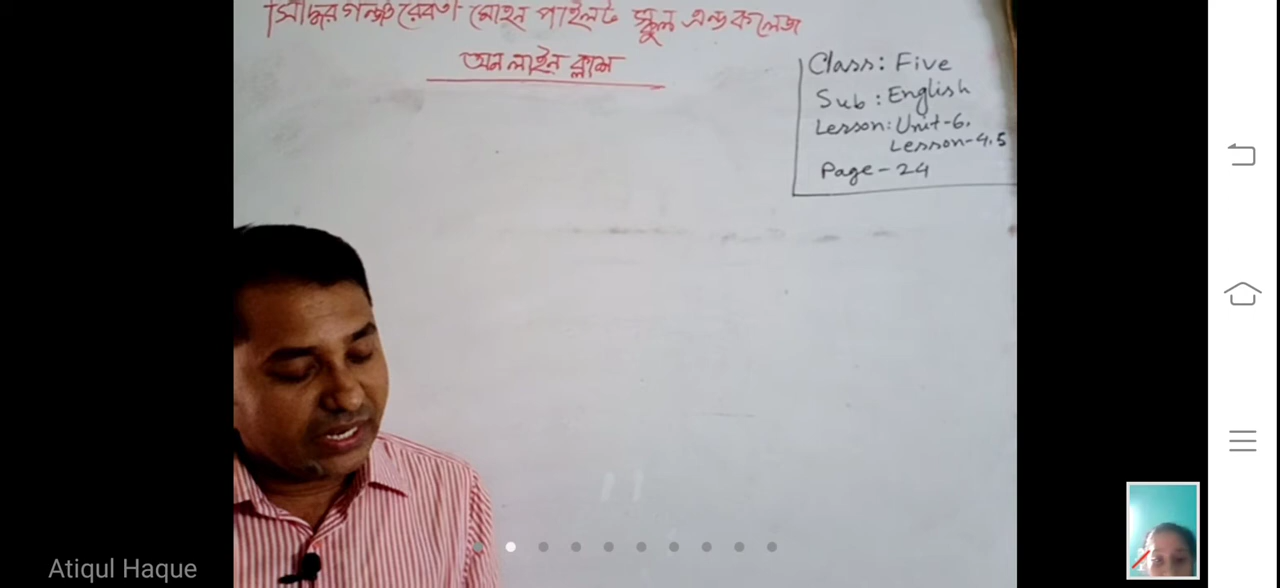 সিদ্ধিরগঞ্জ রেবতী মোহন পাইলট স্কুল এন্ড কলেজ
অনলাইন ক্লাশ
Class: Five
Sub: English
Lesson: Unit-6,
Lesson-4,5
Page-24
Atiqul Haque